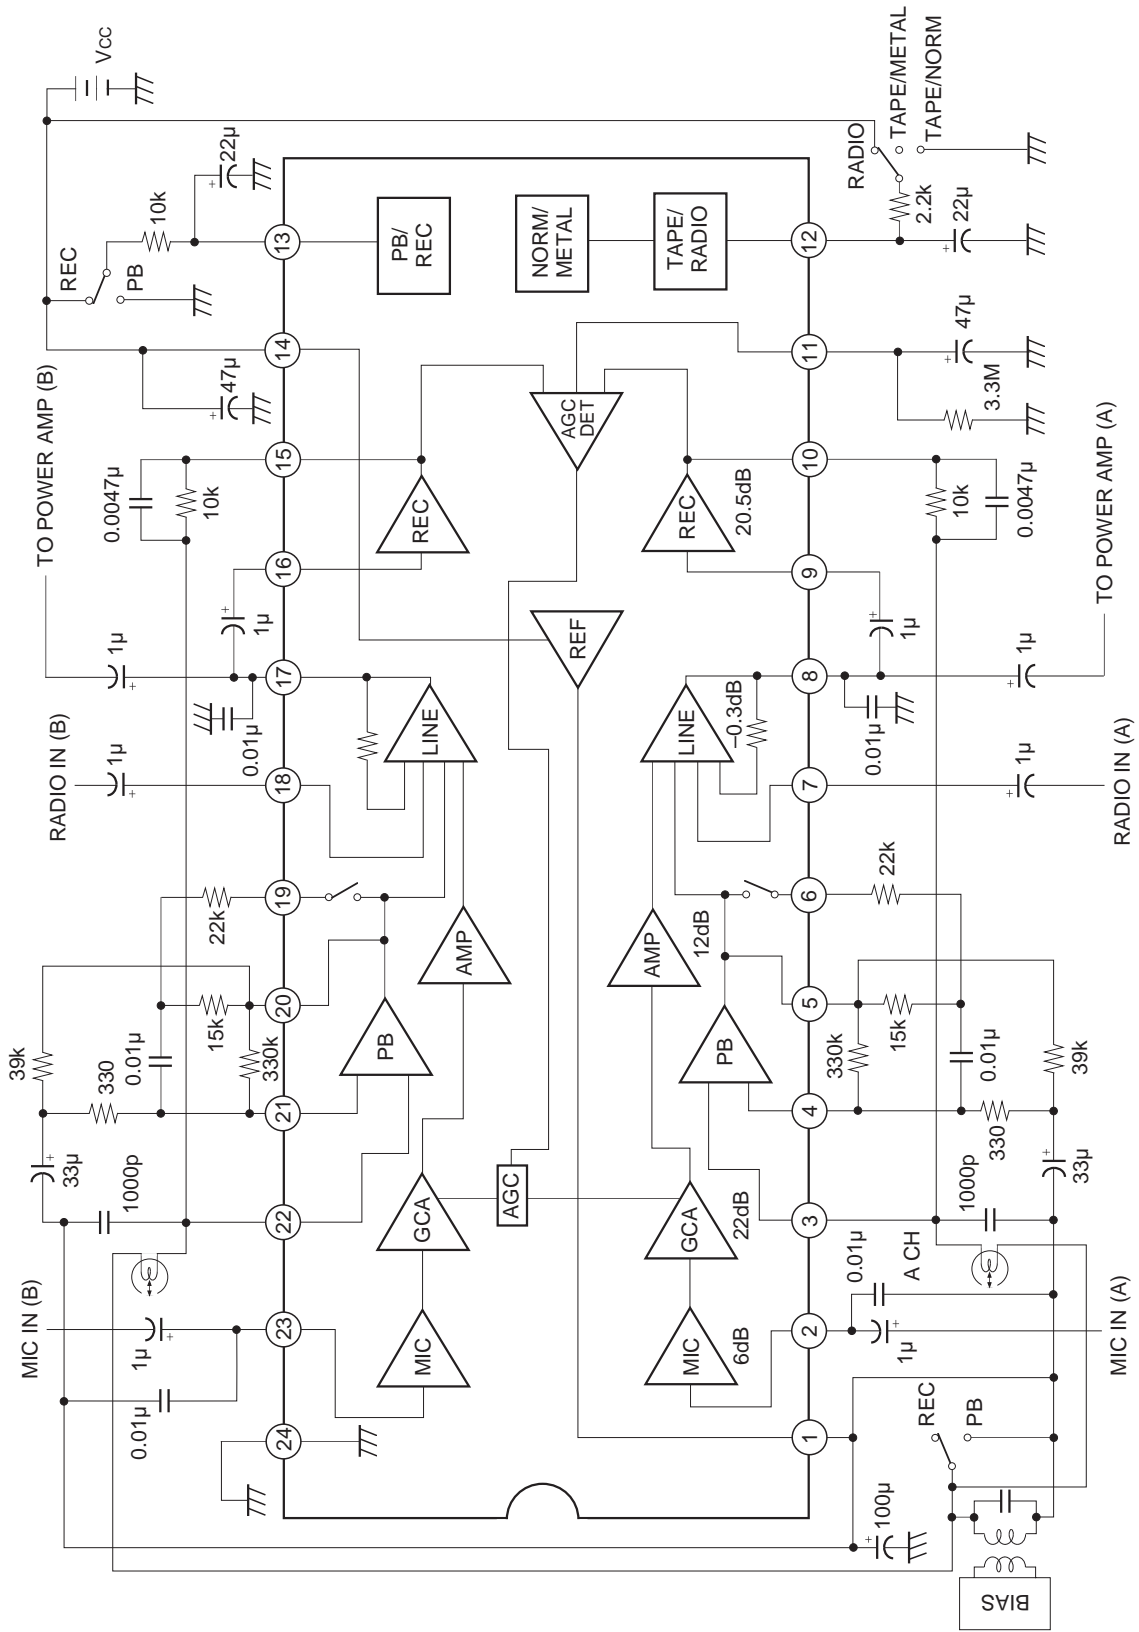 MIC IN (B)
RADIO IN (B)
TO POWER AMP (B)
VCC
0.01μ
1μ
33μ
1000p
39k
330
0.01μ
15k
330k
22k
1μ
0.01μ
1μ
1μ
0.0047μ
10k
47μ
REC
PB
10k
22μ
24
23
22
21
20
19
18
17
16
15
14
13
MIC
GCA
PB
AMP
LINE
REC
AGC
REF
AGC DET
PB/
REC
NORM/
METAL
TAPE/
RADIO
MIC
6dB
GCA
22dB
PB
AMP
12dB
LINE
–0.3dB
REC
20.5dB
1
2
3
4
5
6
7
8
9
10
11
12
100μ
BIAS
REC
PB
1μ
0.01μ
A CH
1000p
33μ
330
39k
0.01μ
330k
15k
22k
1μ
0.01μ
1μ
1μ
10k
0.0047μ
3.3M
47μ
22μ
2.2k
RADIO
TAPE/METAL
TAPE/NORM
MIC IN (A)
RADIO IN (A)
TO POWER AMP (A)